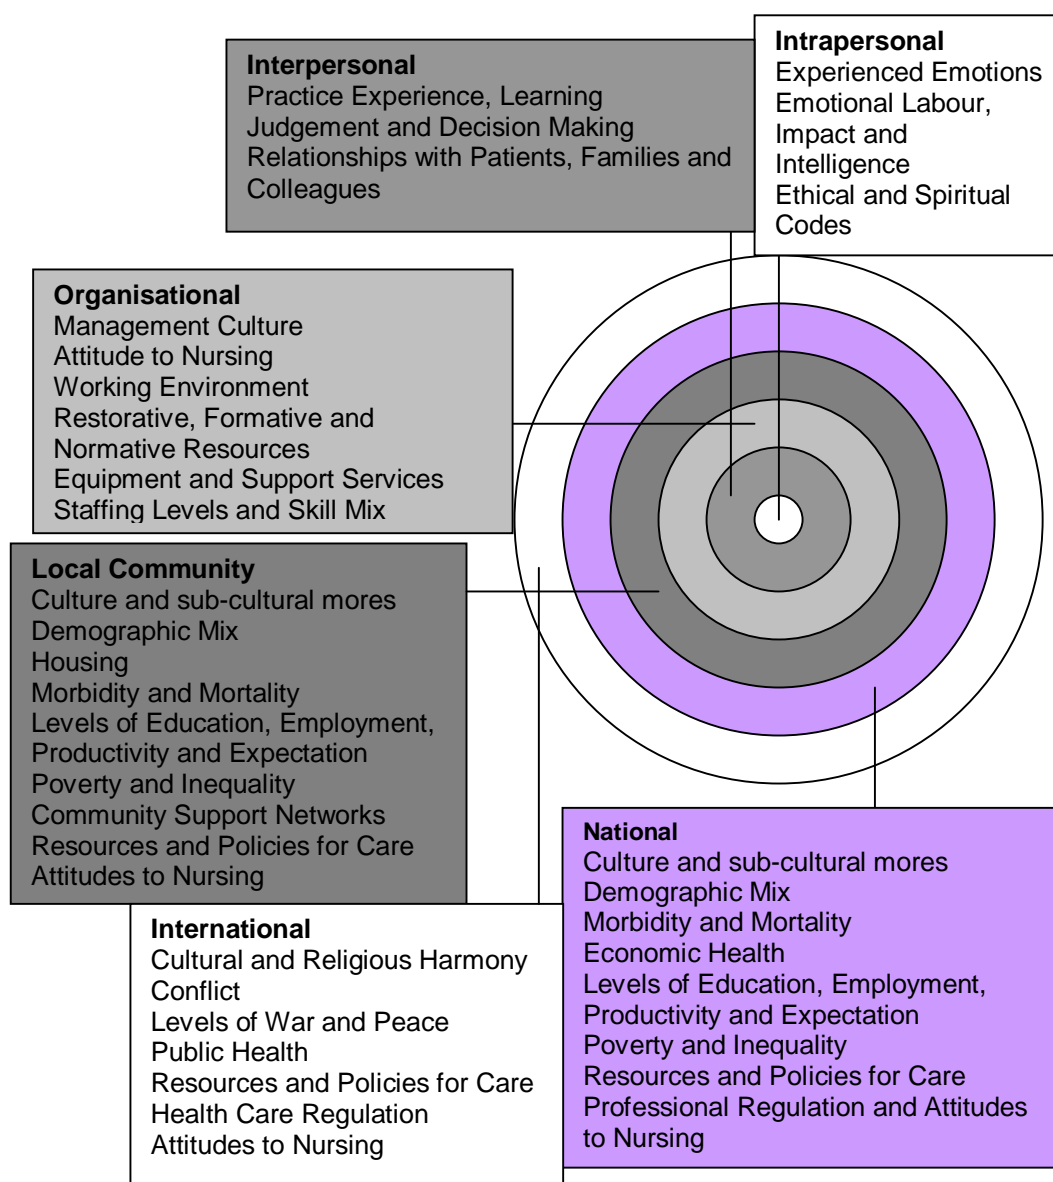 Intrapersonal
Experienced Emotions
Emotional Labour,
Impact and
Intelligence
Ethical and Spiritual
Codes
Interpersonal
Practice Experience, Learning
Judgement and Decision Making
Relationships with Patients, Families and
Colleagues
Organisational
Management Culture
Attitude to Nursing
Working Environment
Restorative, Formative and
Normative Resources
Equipment and Support Services
Staffing Levels and Skill Mix
Local Community
Culture and sub-cultural mores
Demographic Mix
Housing
Morbidity and Mortality
Levels of Education, Employment,
Productivity and Expectation
Poverty and Inequality
Community Support Networks
Resources and Policies for Care
Attitudes to Nursing
National
Culture and sub-cultural mores
Demographic Mix
Morbidity and Mortality
Economic Health
Levels of Education, Employment,
Productivity and Expectation
Poverty and Inequality
Resources and Policies for Care
Professional Regulation and Attitudes
to Nursing
International
Cultural and Religious Harmony
Conflict
Levels of War and Peace
Public Health
Resources and Policies for Care
Health Care Regulation
Attitudes to Nursing